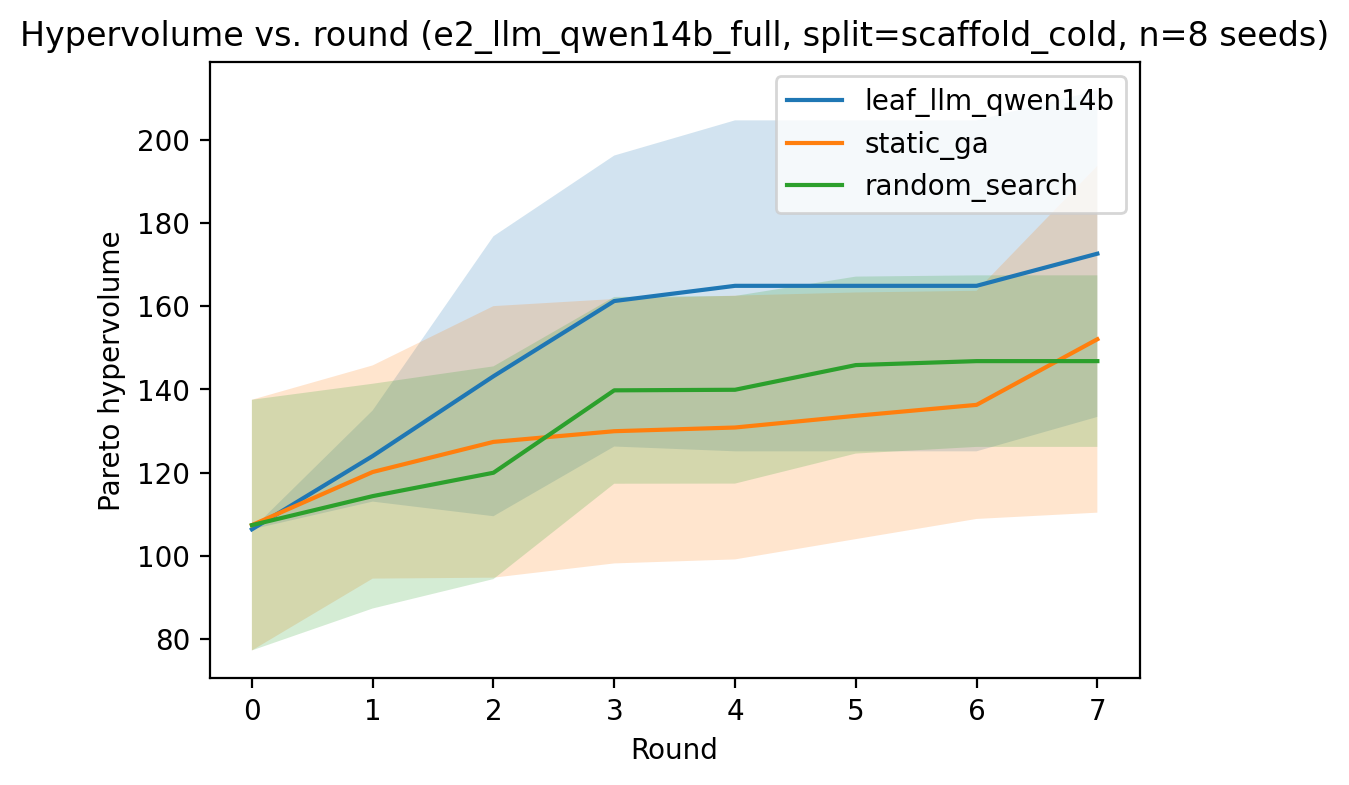 Hypervolume vs. round (e2_llm_qwen14b_full, split=scaffold_cold, n=8 seeds)
leaf_llm_qwen14b
static_ga
random_search
Pareto hypervolume
200
180
160
140
120
100
80
0 1 2 3 4 5 6 7
Round